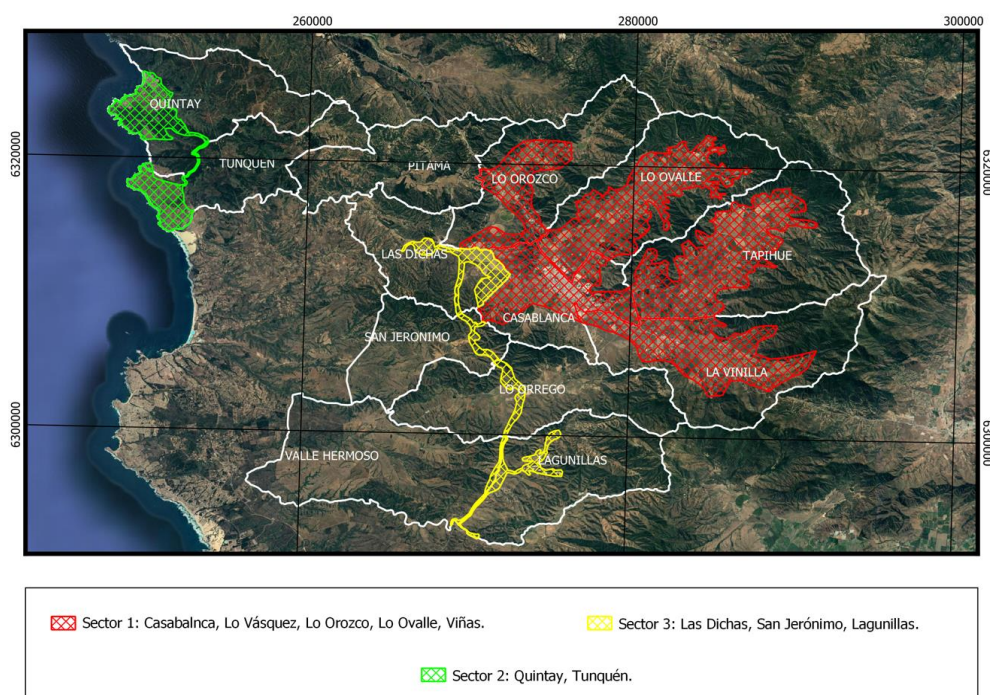 260000 280000 300000
6320000 6320000
QUINTAY
TUNQUEN
PITAMA
LO OROZCO
LO OVALLE
LAS DICHAS
TAPIHUE
CASABLANCA
SAN JERONIMO
LA VINILLA
LO ORREGO
6300000 6300000
VALLE HERMOSO
LAGUNILLAS
Sector 1: Casabalnca, Lo Vásquez, Lo Orozco, Lo Ovalle, Viñas.
Sector 3: Las Dichas, San Jerónimo, Lagunillas.
Sector 2: Quintay, Tunquén.